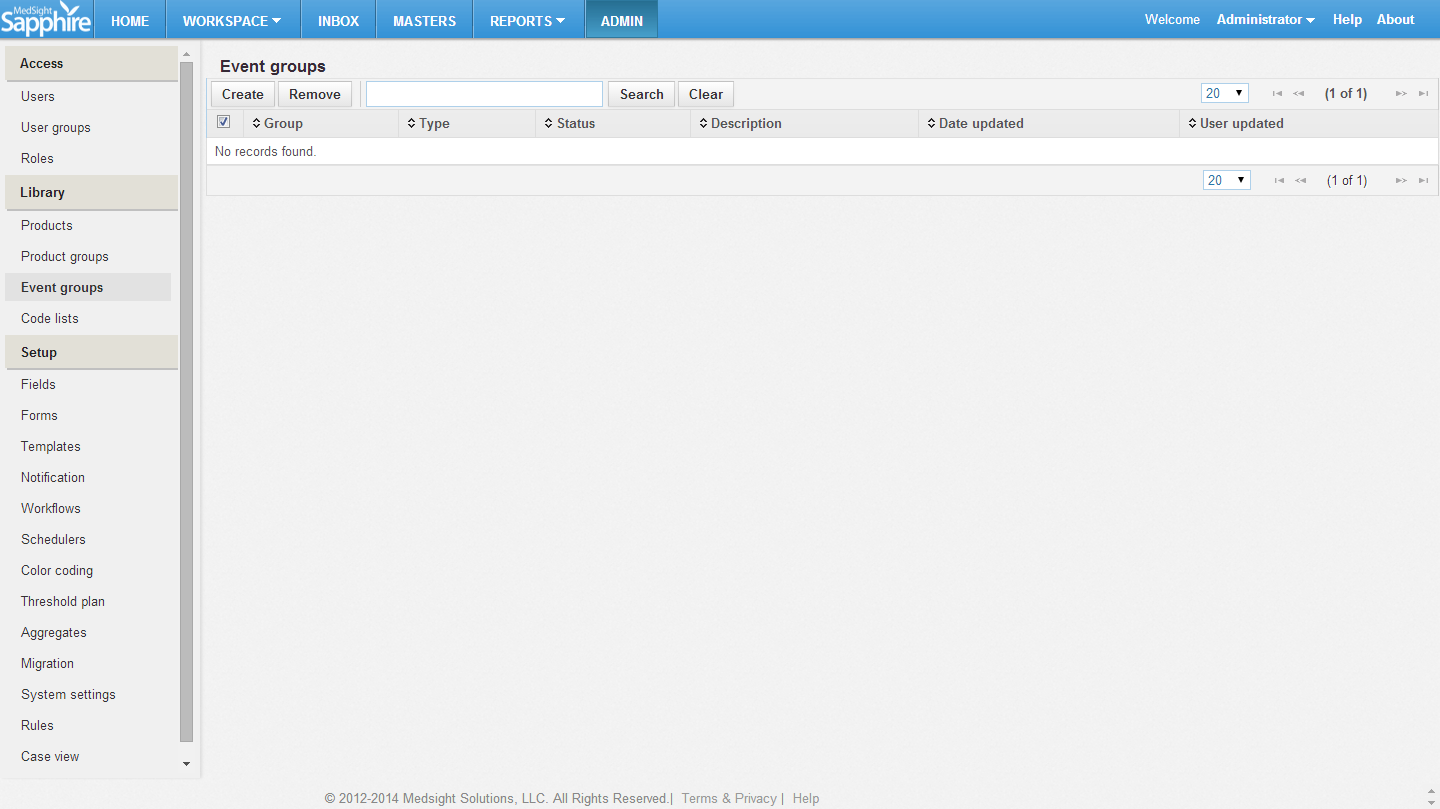 MedSight
Sapphire
HOME WORKSPACE INBOX MASTERS REPORTS ADMIN Welcome Administrator Help About
Access
Users
User groups
Roles
Library
Products
Product groups
Event groups
Code lists
Setup
Fields
Forms
Templates
Notification
Workflows
Schedulers
Color coding
Threshold plan
Aggregates
Migration
System settings
Rules
Case view
Event groups
Create Remove Search Clear 20 (1 of 1)
Group Type Status Description Date updated User updated
No records found.
20 (1 of 1)
© 2012-2014 Medsight Solutions, LLC. All Rights Reserved.| Terms & Privacy | Help